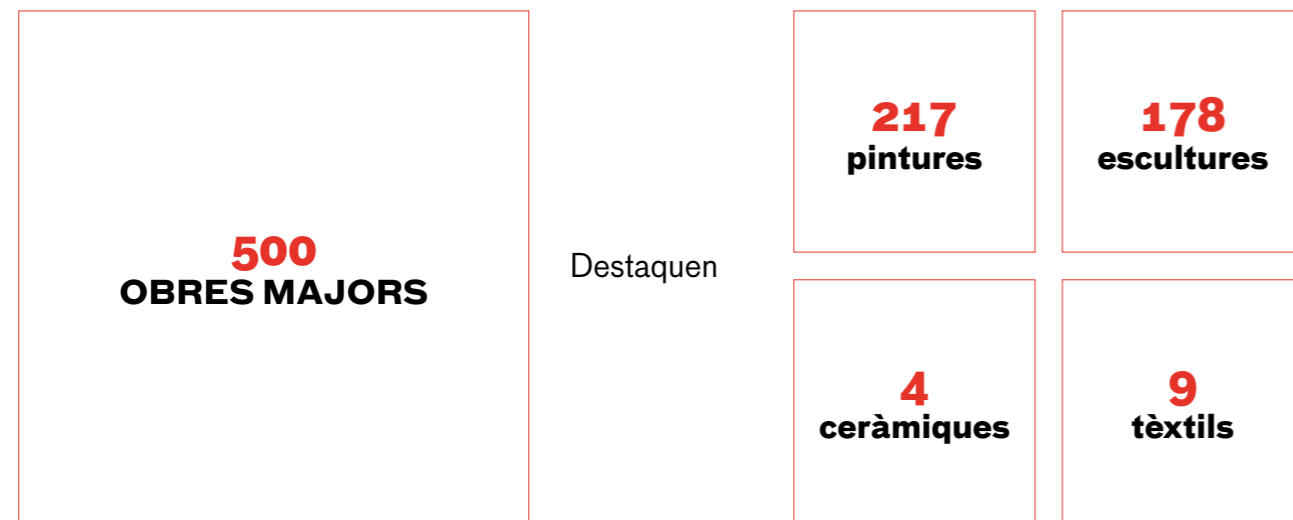 500
OBRES MAJORS
Destaquen
217
pintures
178
escultures
4
ceràmiques
9
tèxtils